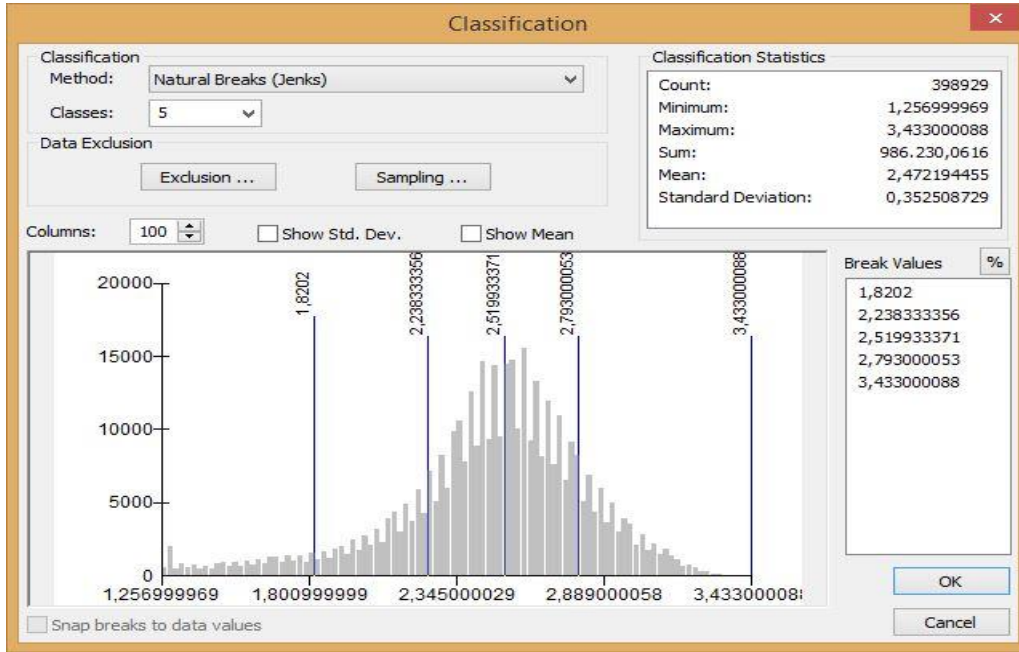 Classification
×
Classification
Method: Natural Breaks (Jenks)
Classes: 5
Data Exclusion
Exclusion ...
Sampling ...
Columns: 100
Show Std. Dev.
Show Mean
Classification Statistics
Count: 398929
Minimum: 1,256999969
Maximum: 3,433000088
Sum: 986.230,0616
Mean: 2,472194455
Standard Deviation: 0,352508729
1,8202
2,238333356
2,519933371
2,793000053
3,433000088
20000
15000
10000
5000
0
1,256999969 1,800999999 2,345000029 2,889000058 3,43300008
Break Values %
1,8202
2,238333356
2,519933371
2,793000053
3,433000088
Snap breaks to data values
OK
Cancel